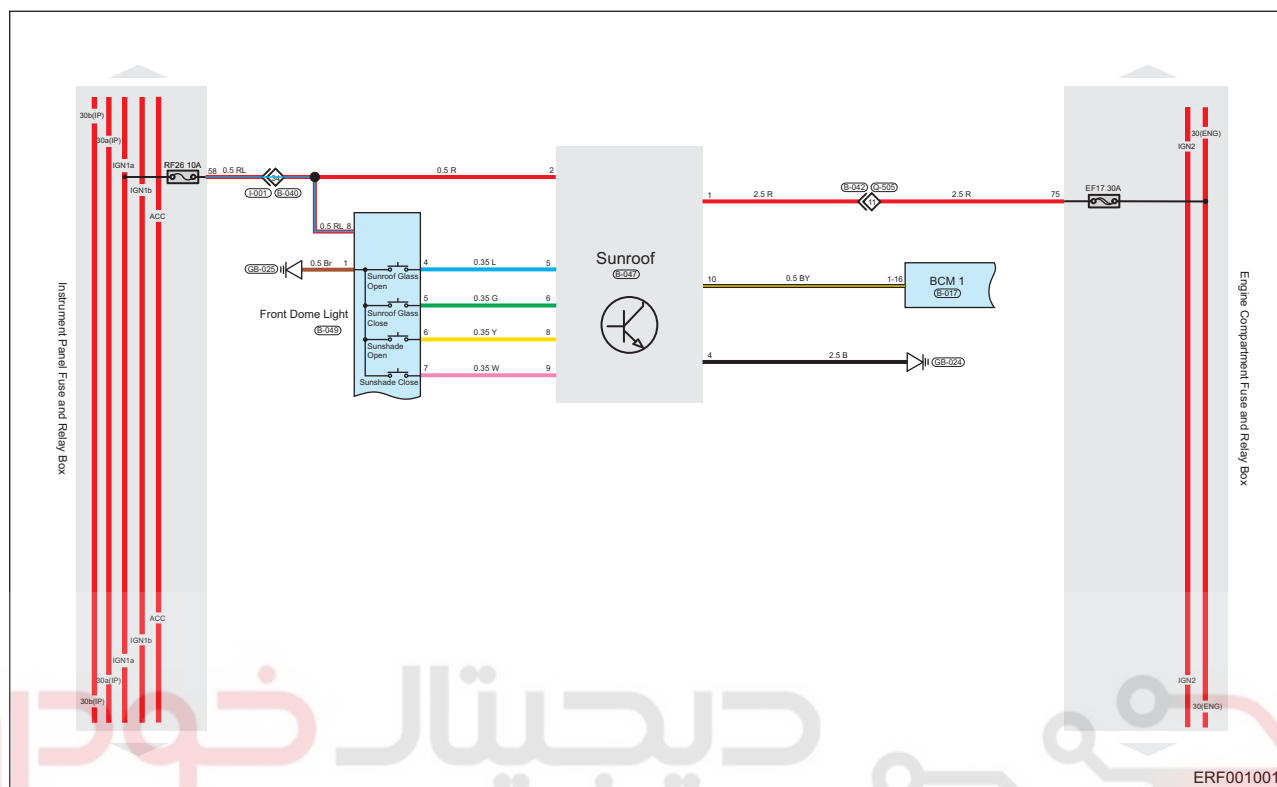 30b(IP)
30a(IP)
IGN1a
IGN1b
ACC
RF26 10A
58
0.5 RL
34
I-001
B-040
0.5 R
2
0.5 RL
8
GB-025
0.5 Br
1
Front Dome Light
B-049
Sunroof Glass
Open
4
0.35 L
5
Sunroof Glass
Close
5
0.35 G
6
Sunshade
Open
6
0.35 Y
8
Sunshade Close
7
0.35 W
9
Sunroof
B-047
1
2.5 R
B-042
Q-505
11
2.5 R
75
EF17 30A
10
0.5 BY
1-16
BCM 1
B-017
4
2.5 B
GB-024
30(ENG)
IGN2
Instrument Panel Fuse and Relay Box
Engine Compartment Fuse and Relay Box
ACC
IGN1b
IGN1a
30a(IP)
30b(IP)
IGN2
30(ENG)
دیجیتال خودرو
ERF001001